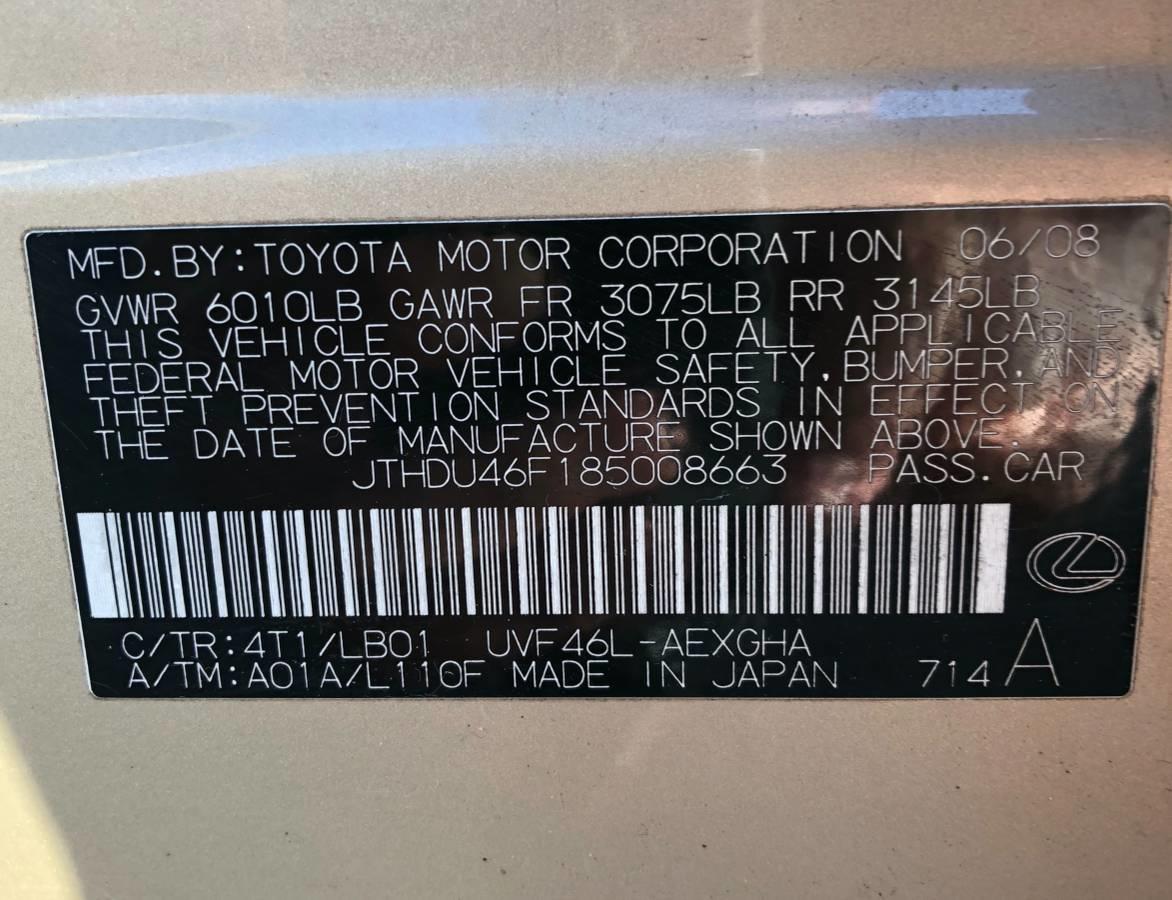 MFD.BY:TOYOTA MOTOR CORPORATION 06/08
GVWR 6010LB GAWR FR 3075LB RR 3145LB
THIS VEHICLE CONFORMS TO ALL APPLICABLE
FEDERAL MOTOR VEHICLE SAFETY,BUMPER,AND
THEFT PREVENTION STANDARDS IN EFFECT ON
THE DATE OF MANUFACTURE SHOWN ABOVE.
JTHDU46F185008663 PASS.CAR
C/TR:4T1/LB01 UVF46L-AEXGHA
A/TM:A01A/L110F MADE IN JAPAN 714 A